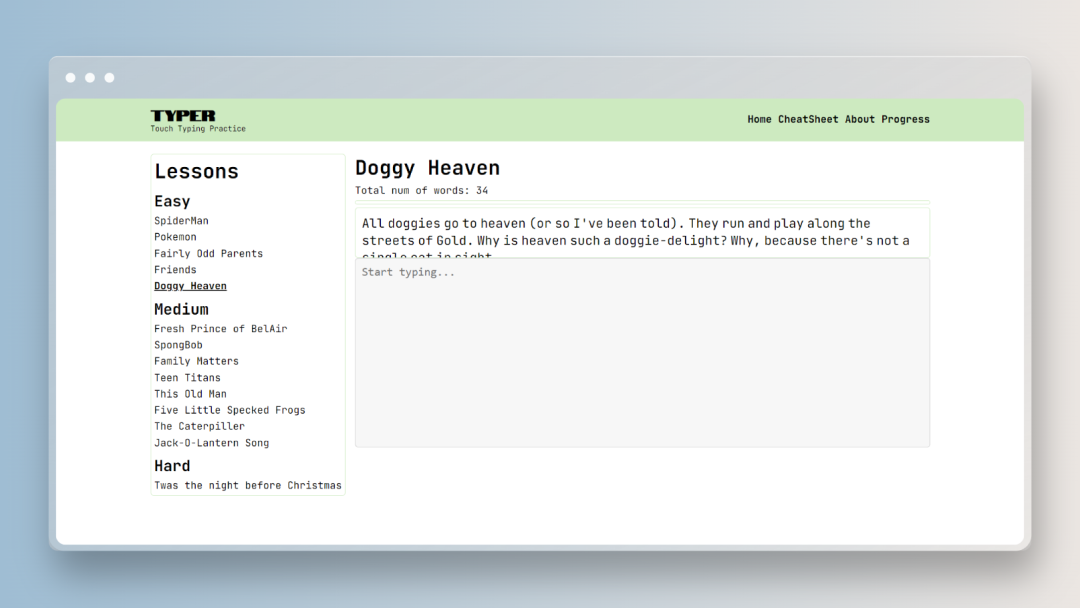 TYPER
Touch Typing Practice
Home CheatSheet About Progress
Lessons
Easy
SpiderMan
Pokemon
Fairly Odd Parents
Friends
Doggy Heaven
Medium
Fresh Prince of BelAir
SpongBob
Family Matters
Teen Titans
This Old Man
Five Little Specked Frogs
The Caterpiller
Jack-O-Lantern Song
Hard
Twas the night before Christmas
Doggy Heaven
Total num of words: 34
All doggies go to heaven (or so I've been told). They run and play along the
streets of Gold. Why is heaven such a doggie-delight? Why, because there's not a
single cat in sight
Start typing...